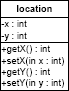 location
-x : int
-y : int
+getX() : int
+setX(in x : int)
+getY() : int
+setY(in y : int)